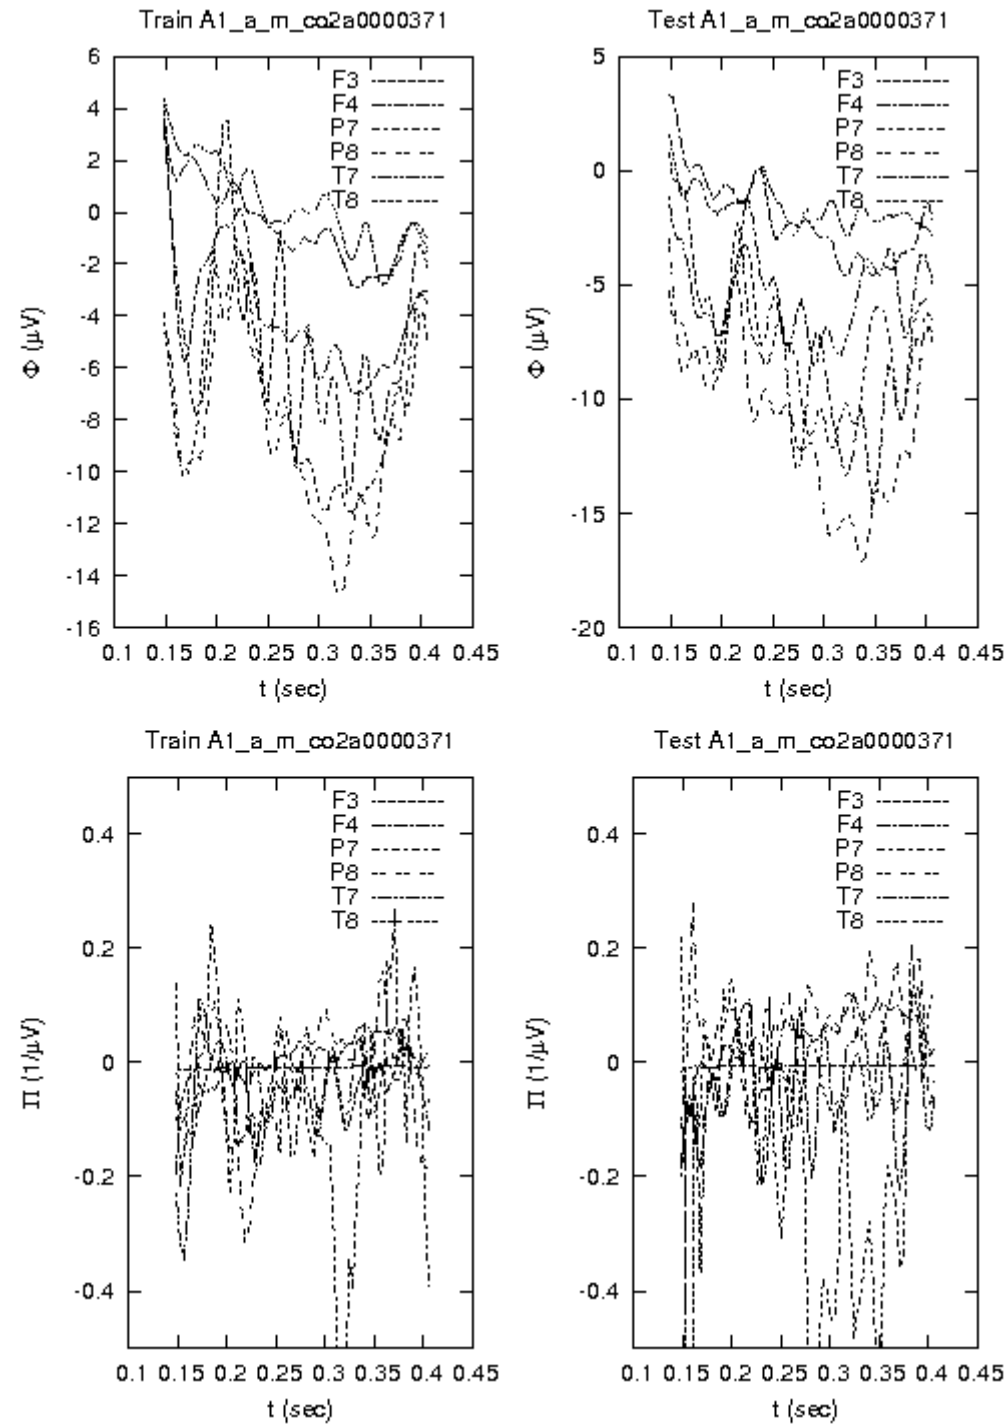 Train A1_a_m_co2a0000371
Test A1_a_m_co2a0000371
6
4
2
0
-2
-4
-6
-8
-10
-12
-14
-16
Φ (μV)
F3
F4
P7
P8
T7
T8
0.1 0.15 0.2 0.25 0.3 0.35 0.4 0.45
t (sec)
5
0
-5
-10
-15
-20
Φ (μV)
F3
F4
P7
P8
T7
T8
0.1 0.15 0.2 0.25 0.3 0.35 0.4 0.45
t (sec)
Train A1_a_m_co2a0000371
Test A1_a_m_co2a0000371
0.4
0.2
0
-0.2
-0.4
Π (1/μV)
F3
F4
P7
P8
T7
T8
0.1 0.15 0.2 0.25 0.3 0.35 0.4 0.45
t (sec)
0.4
0.2
0
-0.2
-0.4
Π (1/μV)
F3
F4
P7
P8
T7
T8
0.1 0.15 0.2 0.25 0.3 0.35 0.4 0.45
t (sec)